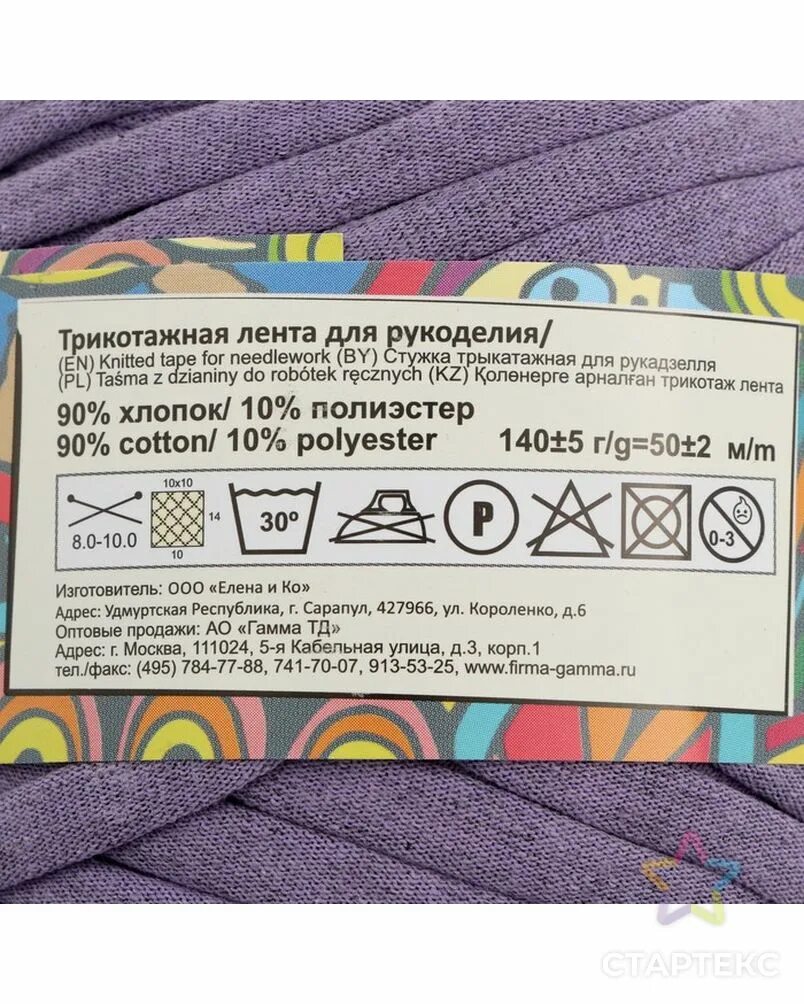 Трикотажная лента для рукоделия/
(EN) Knitted tape for needlework (BY) Стужка трыкатажная для рукадзелля
(PL) Taśma z dzianiny do robótek ręcznych (KZ) Қолөнерге арналған трикотаж лента
90% хлопок/ 10% полиэстер
90% cotton/ 10% polyester 140±5 г/g=50±2 м/m
10x10
8.0-10.0 14 30° P 0-3
10
Изготовитель: ООО «Елена и Ко»
Адрес: Удмуртская Республика, г. Сарапул, 427966, ул. Короленко, д.6
Оптовые продажи: АО «Гамма ТД»
Адрес: г. Москва, 111024, 5-я Кабельная улица, д.3, корп.1
тел./факс: (495) 784-77-88, 741-70-07, 913-53-25, www.firma-gamma.ru
СТАРТЕКС